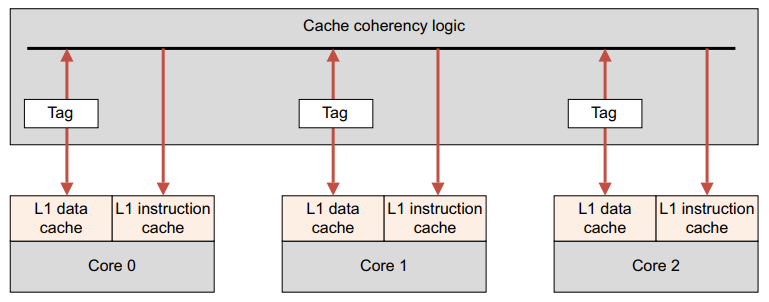 Cache coherency logic
Tag
Tag
Tag
L1 data
cache
L1 instruction
cache
L1 data
cache
L1 instruction
cache
L1 data
cache
L1 instruction
cache
Core 0
Core 1
Core 2